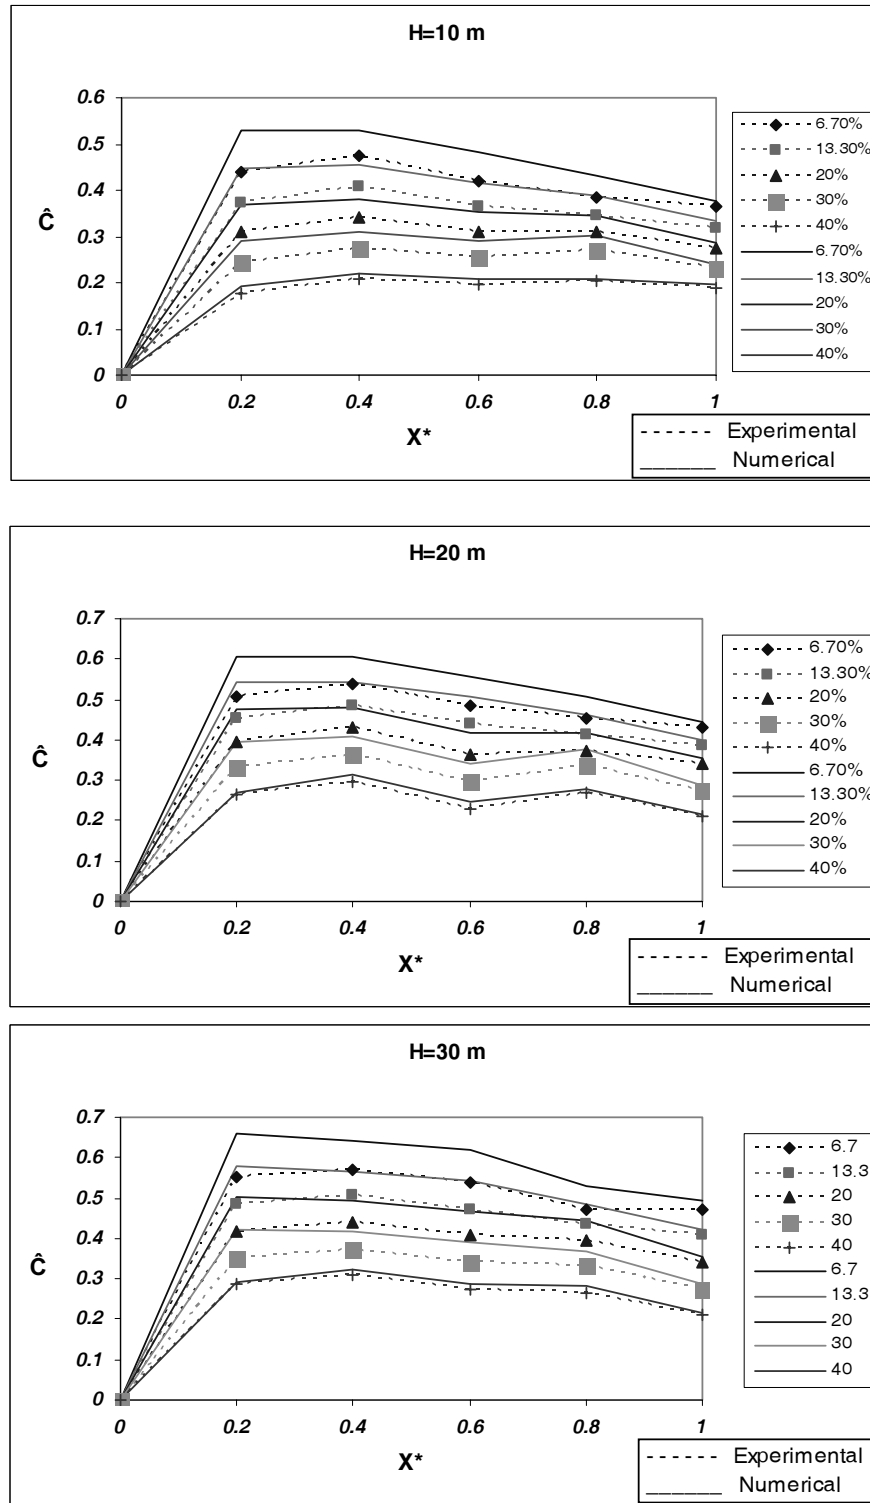 H=10 m
0.6
0.5
0.4
0.3
0.2
0.1
0
Ĉ
0 0.2 0.4 0.6 0.8 1
X*
6.70%
13.30%
20%
30%
40%
6.70%
13.30%
20%
30%
40%
Experimental
Numerical
H=20 m
0.7
0.6
0.5
0.4
0.3
0.2
0.1
0
Ĉ
0 0.2 0.4 0.6 0.8 1
X*
6.70%
13.30%
20%
30%
40%
6.70%
13.30%
20%
30%
40%
Experimental
Numerical
H=30 m
0.7
0.6
0.5
0.4
0.3
0.2
0.1
0
Ĉ
0 0.2 0.4 0.6 0.8 1
X*
6.7
13.3
20
30
40
6.7
13.3
20
30
40
Experimental
Numerical